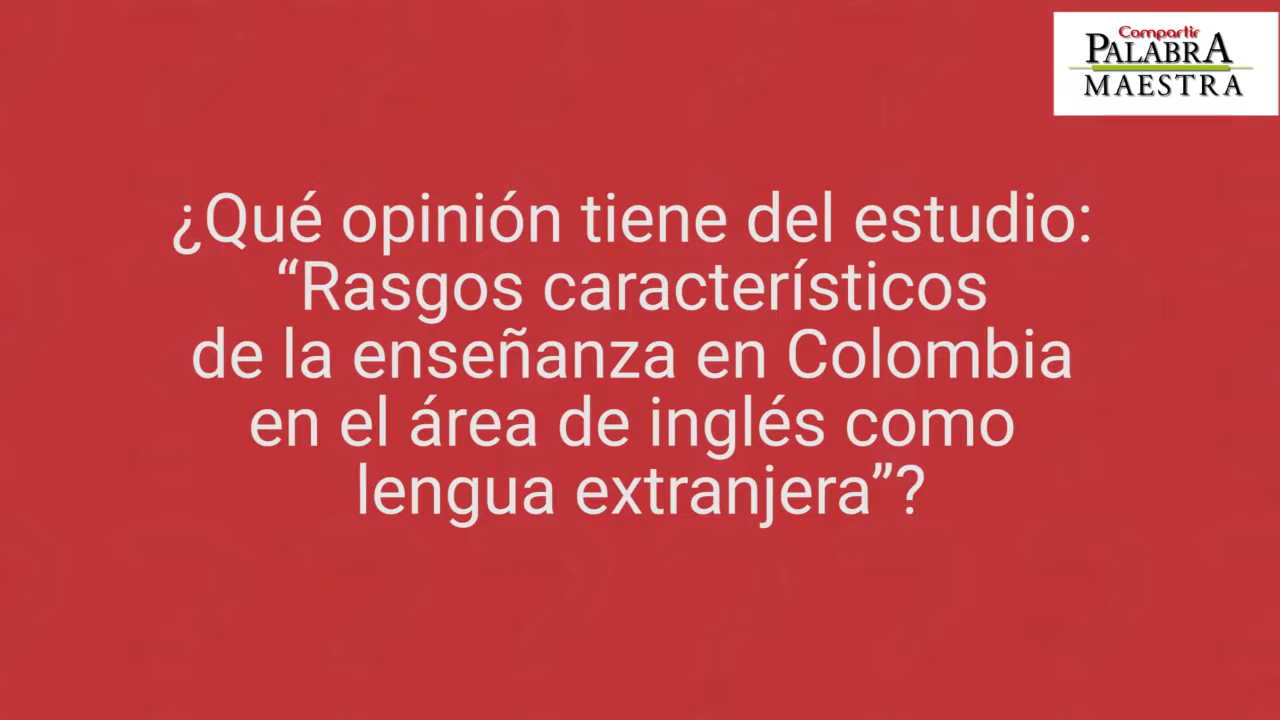 Compartir
PALABRA
MAESTRA
¿Qué opinión tiene del estudio:
“Rasgos característicos
de la enseñanza en Colombia
en el área de inglés como
lengua extranjera”?